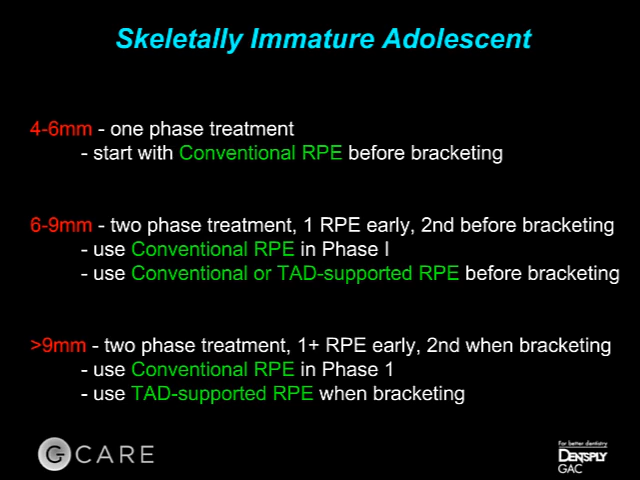 Skeletally Immature Adolescent
4-6mm - one phase treatment
- start with Conventional RPE before bracketing
6-9mm - two phase treatment, 1 RPE early, 2nd before bracketing
- use Conventional RPE in Phase I
- use Conventional or TAD-supported RPE before bracketing
>9mm - two phase treatment, 1+ RPE early, 2nd when bracketing
- use Conventional RPE in Phase 1
- use TAD-supported RPE when bracketing
G CARE
For better dentistry
DENTSPLY
GAC